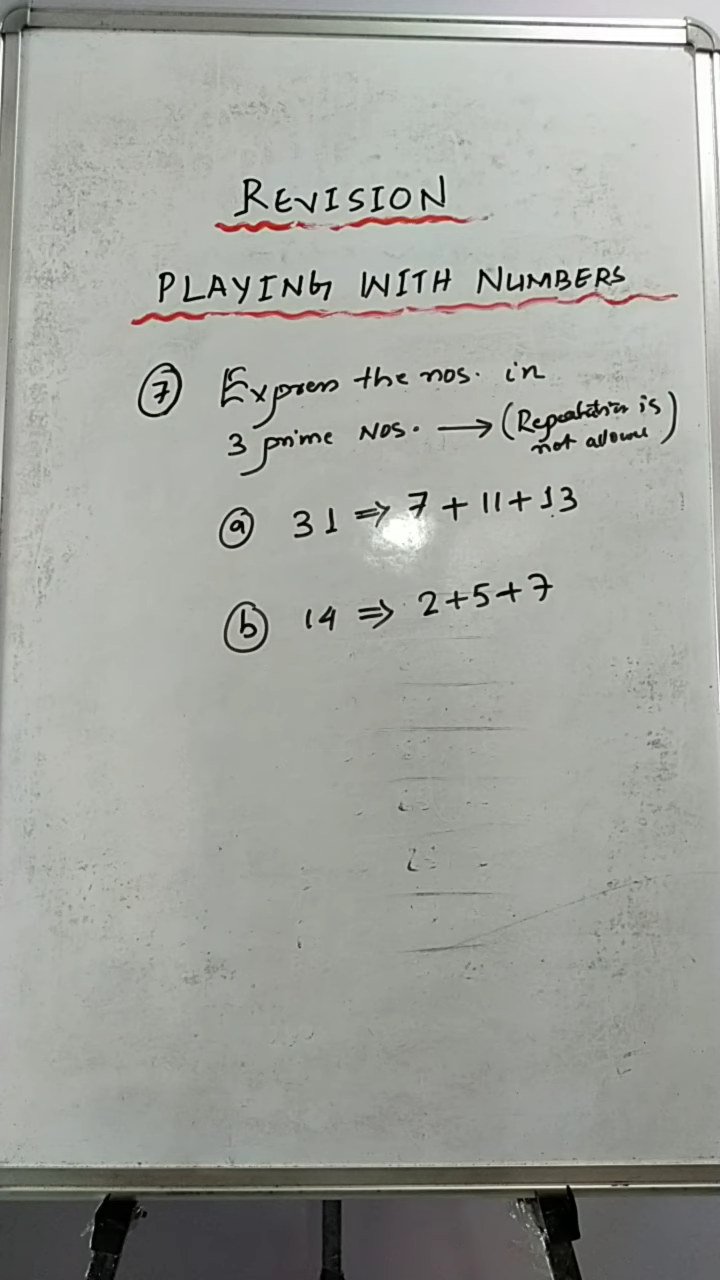 REVISION
PLAYING WITH NUMBERS
⑦ Express the nos. in
3 prime Nos. → (Repeatation is
not allowed)
ⓐ 31 ⇒ 7 + 11 + 13
ⓑ 14 ⇒ 2+5+7